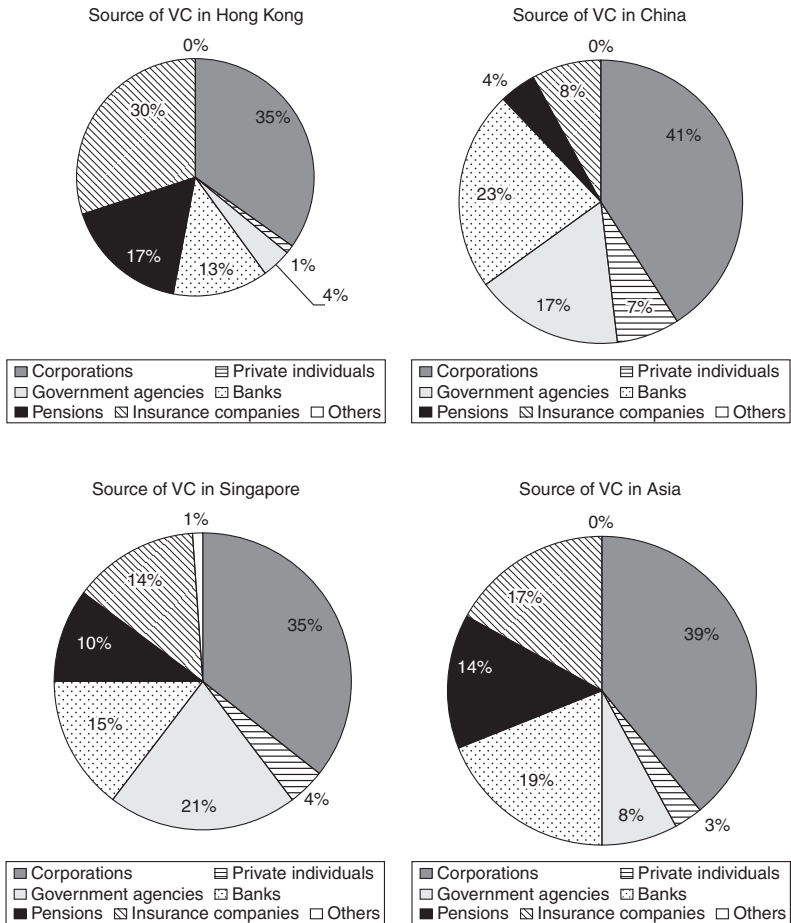 Source of VC in Hong Kong
0%
35%
1%
4%
13%
17%
30%
Corporations Private individuals
Government agencies Banks
Pensions Insurance companies Others
Source of VC in China
0%
41%
7%
17%
23%
4%
8%
Corporations Private individuals
Government agencies Banks
Pensions Insurance companies Others
Source of VC in Singapore
1%
35%
4%
21%
15%
10%
14%
Corporations Private individuals
Government agencies Banks
Pensions Insurance companies Others
Source of VC in Asia
0%
39%
3%
8%
19%
14%
17%
Corporations Private individuals
Government agencies Banks
Pensions Insurance companies Others